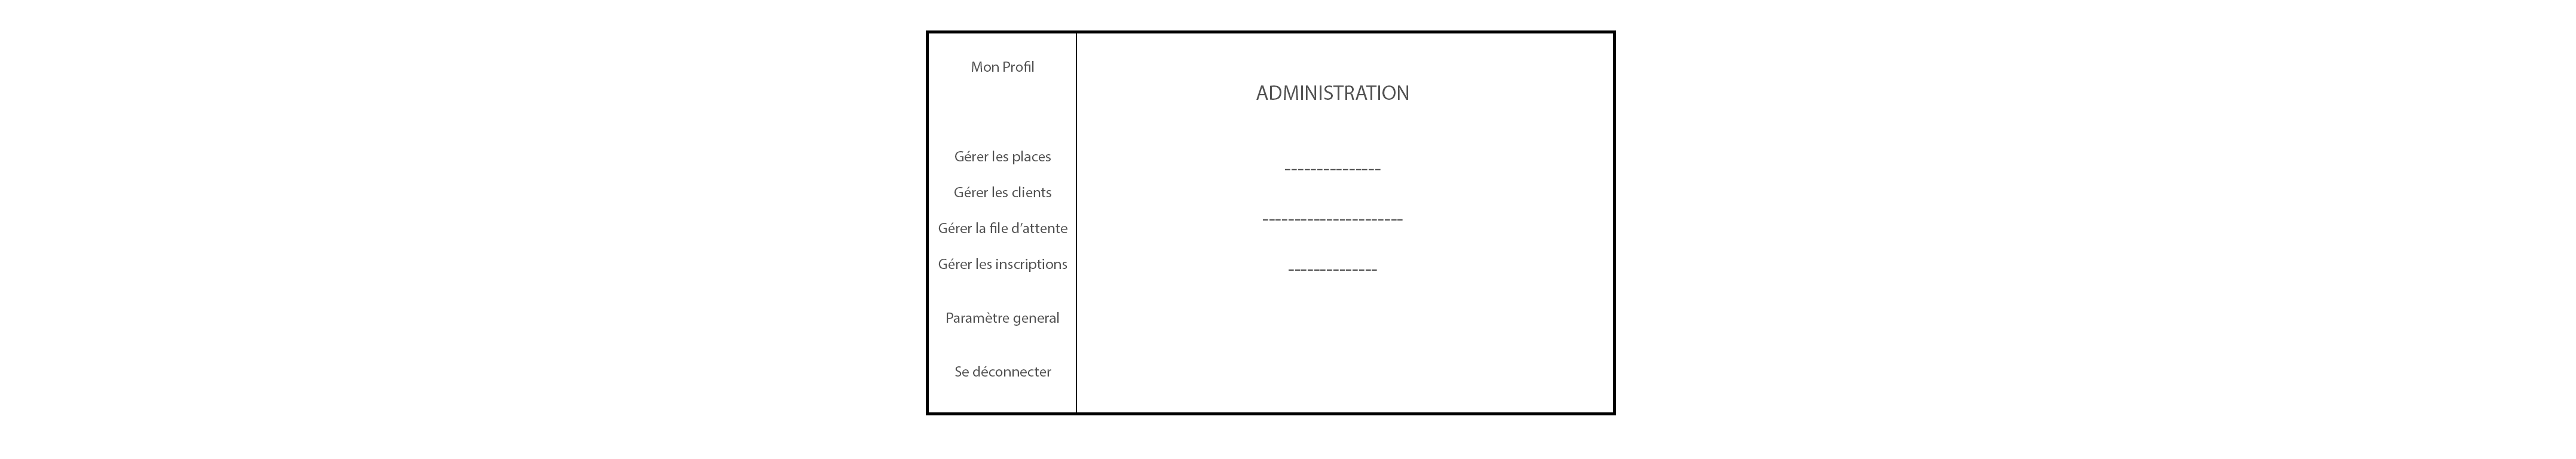 Mon Profil
ADMINISTRATION
Gérer les places
Gérer les clients
Gérer la file d’attente
Gérer les inscriptions
Paramètre general
Se déconnecter
---------------
----------------------
--------------